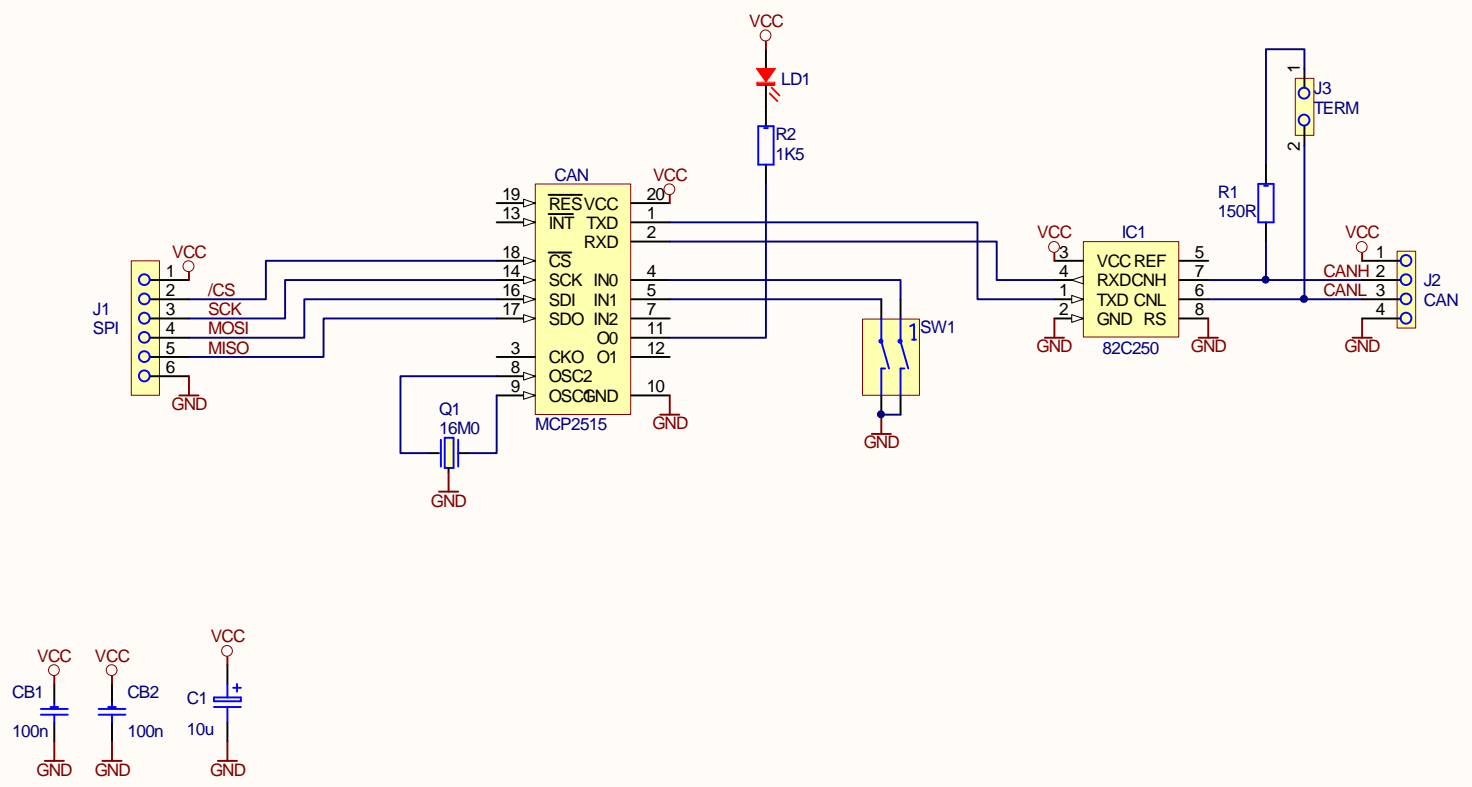 VCC
LD1
R2
1K5
J3
TERM
1
2
R1
150R
CAN
19
RES
VCC
20
VCC
13
INT
TXD
1
RXD
2
18
CS
14
SCK
IN0
4
16
SDI
IN1
5
17
SDO
IN2
7
O0
11
3
CKO
O1
12
8
OSC2
9
OSC1
GND
10
GND
MCP2515
Q1
16M0
GND
J1
SPI
VCC
1
2
/CS
3
SCK
4
MOSI
5
MISO
6
GND
SW1
1
GND
IC1
VCC
3
VCC
REF
5
4
RXD
CNH
7
1
TXD
CNL
6
2
GND
RS
8
GND
82C250
GND
VCC
1
CANH
2
CANL
3
4
J2
CAN
GND
VCC
CB1
100n
GND
VCC
CB2
100n
GND
VCC
+
C1
10u
GND